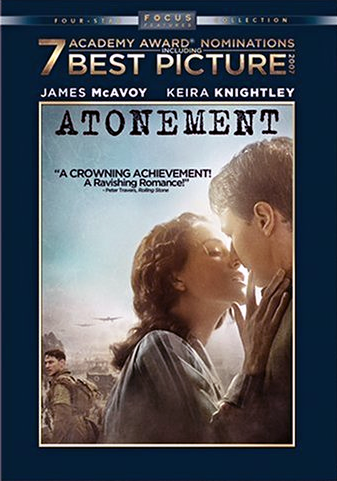 FOUR-STAR FOCUS FEATURES COLLECTION
7 ACADEMY AWARD® NOMINATIONS
INCLUDING
BEST PICTURE 2007
JAMES McAVOY KEIRA KNIGHTLEY
ATONEMENT
"A CROWNING ACHIEVEMENT!
A Ravishing Romance!"
- Peter Travers, Rolling Stone